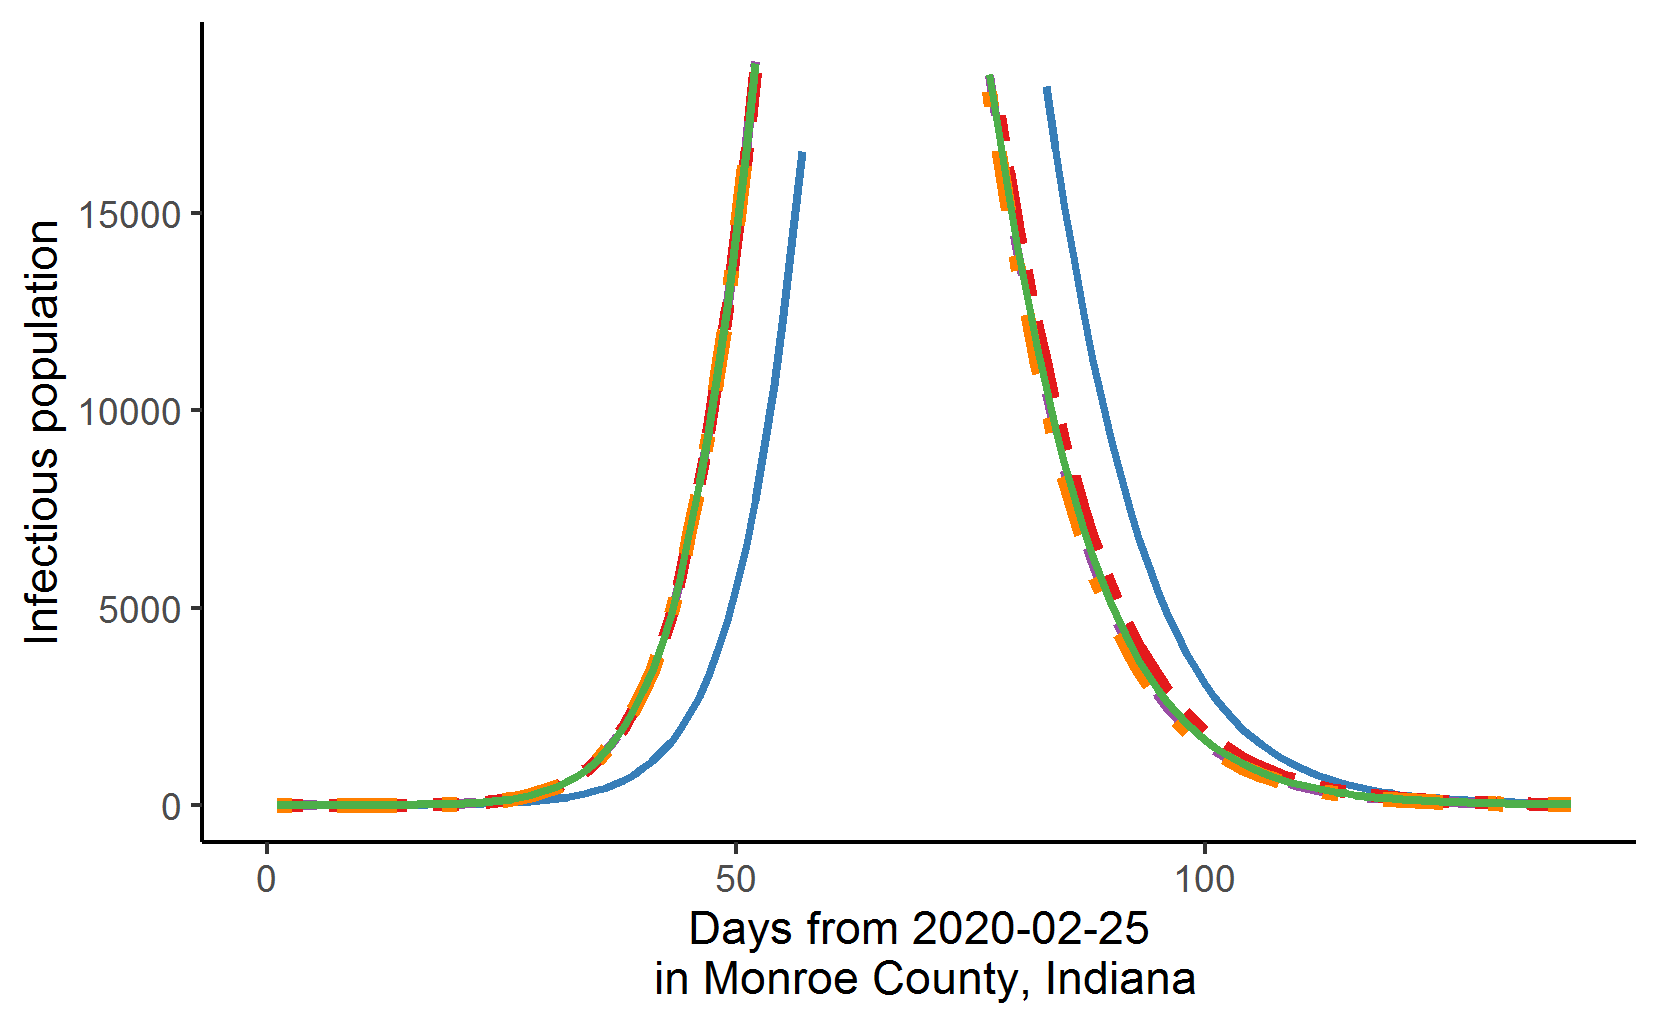 Infectious population
15000
10000
5000
0
0 50 100
Days from 2020-02-25
in Monroe County, Indiana